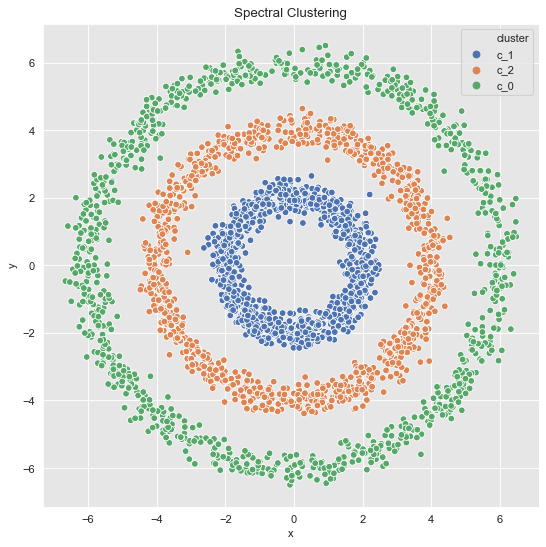 Spectral Clustering
cluster
c_1
c_2
c_0
6
4
2
0
−2
−4
−6
y
−6 −4 −2 0 2 4 6
x